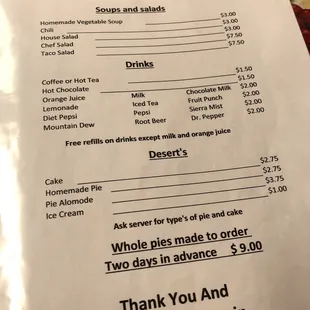 Soups and salads
Homemade Vegetable Soup $3.00
Chili $3.00
House Salad $3.00
Chef Salad $7.50
Taco Salad $7.50
Drinks
Coffee or Hot Tea $1.50
Hot Chocolate $1.50
Orange Juice Milk Chocolate Milk $2.00
Lemonade Iced Tea Fruit Punch $2.00
Diet Pepsi Pepsi Sierra Mist $2.00
Mountain Dew Root Beer Dr. Pepper $2.00
Free refills on drinks except milk and orange juice
Desert's
Cake $2.75
Homemade Pie $2.75
Pie Alomode $3.75
Ice Cream $1.00
Ask server for type's of pie and cake
Whole pies made to order
Two days in advance $9.00
Thank You And